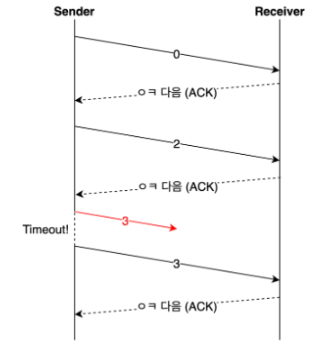 Sender Receiver
0
ㅇㅋ 다음 (ACK)
2
ㅇㅋ 다음 (ACK)
3
Timeout!
3
ㅇㅋ 다음 (ACK)